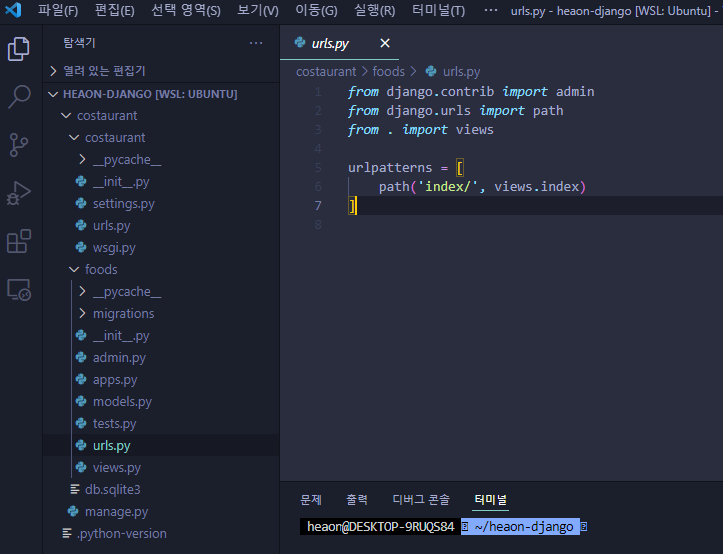 파일(F) 편집(E) 선택 영역(S) 보기(V) 이동(G) 실행(R) 터미널(T) ··· urls.py - heaon-django [WSL: Ubuntu] -
탐색기 ···
열려 있는 편집기
HEAON-DJANGO [WSL: UBUNTU]
costaurant
costaurant
__pycache__
__init__.py
settings.py
urls.py
wsgi.py
foods
__pycache__
migrations
__init__.py
admin.py
apps.py
models.py
tests.py
urls.py
views.py
db.sqlite3
manage.py
.python-version
urls.py
costaurant > foods > urls.py
1 from django.contrib import admin
2 from django.urls import path
3 from . import views
4
5 urlpatterns = [
6     path('index/', views.index)
7 ]
8
문제 출력 디버그 콘솔 터미널
heaon@DESKTOP-9RUQS84 ~/heaon-django